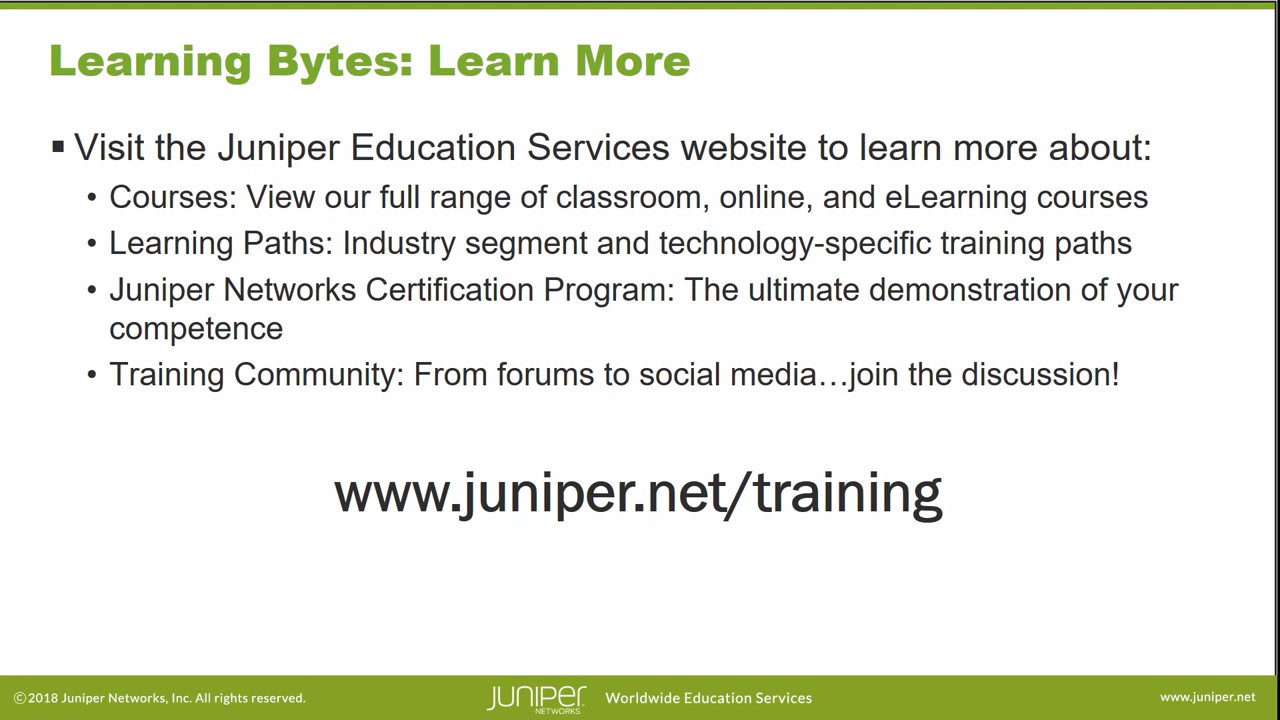 Learning Bytes: Learn More
▪ Visit the Juniper Education Services website to learn more about:
• Courses: View our full range of classroom, online, and eLearning courses
• Learning Paths: Industry segment and technology-specific training paths
• Juniper Networks Certification Program: The ultimate demonstration of your
competence
• Training Community: From forums to social media…join the discussion!
www.juniper.net/training
©2018 Juniper Networks, Inc. All rights reserved.
JUNIPER
NETWORKS
Worldwide Education Services
www.juniper.net